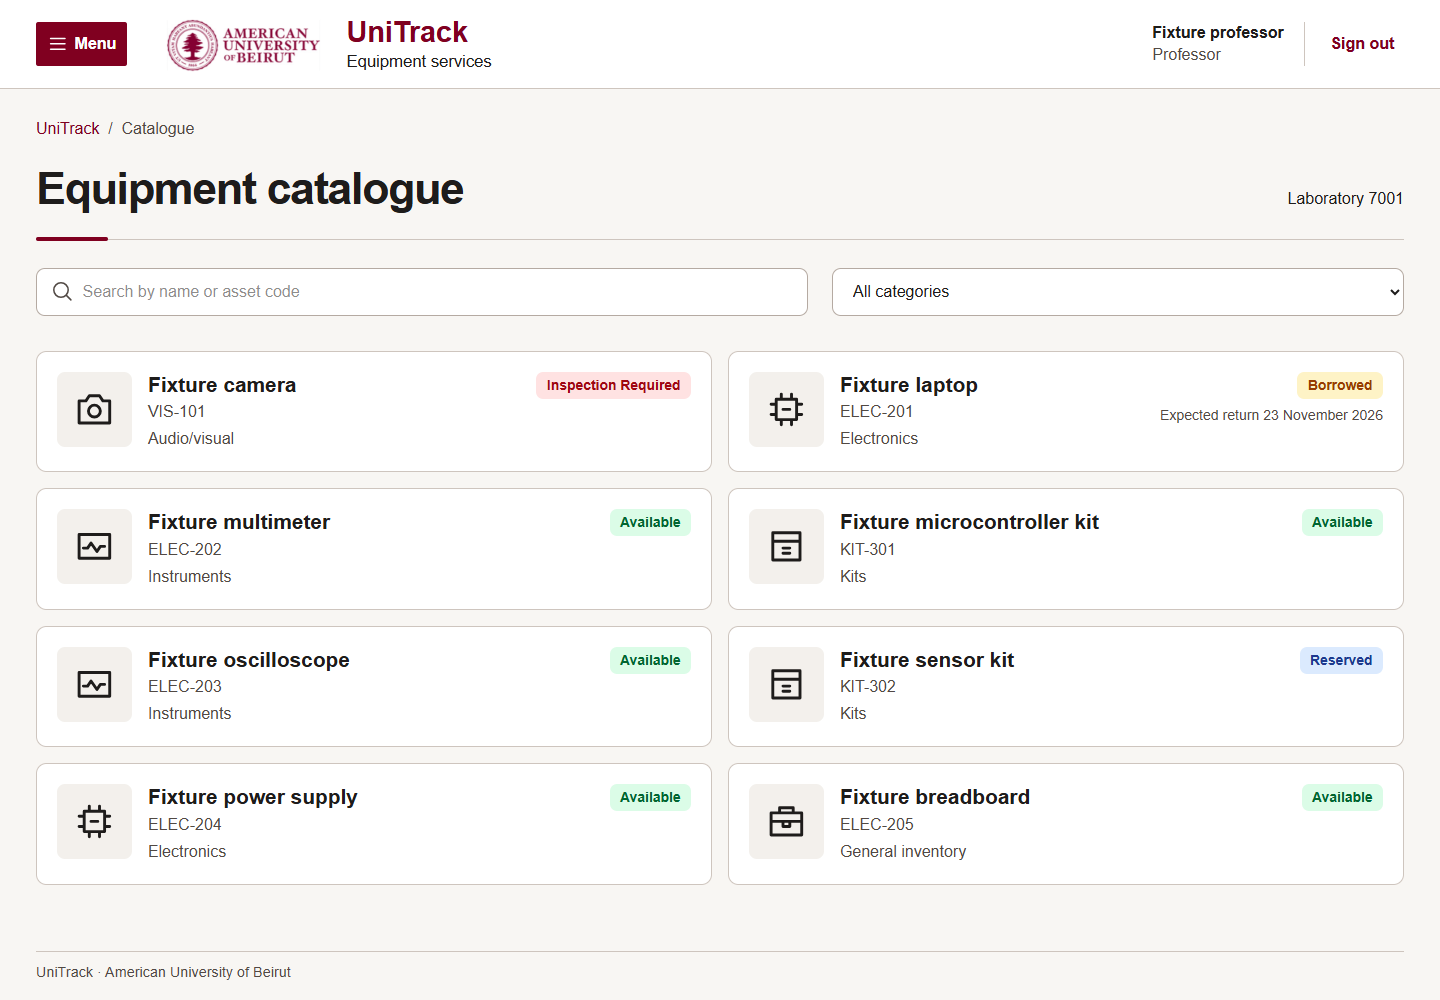 Menu
AMERICAN
UNIVERSITY
OF BEIRUT
UniTrack
Equipment services
Fixture professor
Professor
Sign out
UniTrack / Catalogue
Equipment catalogue
Laboratory 7001
Search by name or asset code
All categories
Fixture camera
Inspection Required
VIS-101
Audio/visual
Fixture laptop
Borrowed
ELEC-201
Expected return 23 November 2026
Electronics
Fixture multimeter
Available
ELEC-202
Instruments
Fixture microcontroller kit
Available
KIT-301
Kits
Fixture oscilloscope
Available
ELEC-203
Instruments
Fixture sensor kit
Reserved
KIT-302
Kits
Fixture power supply
Available
ELEC-204
Electronics
Fixture breadboard
Available
ELEC-205
General inventory
UniTrack · American University of Beirut